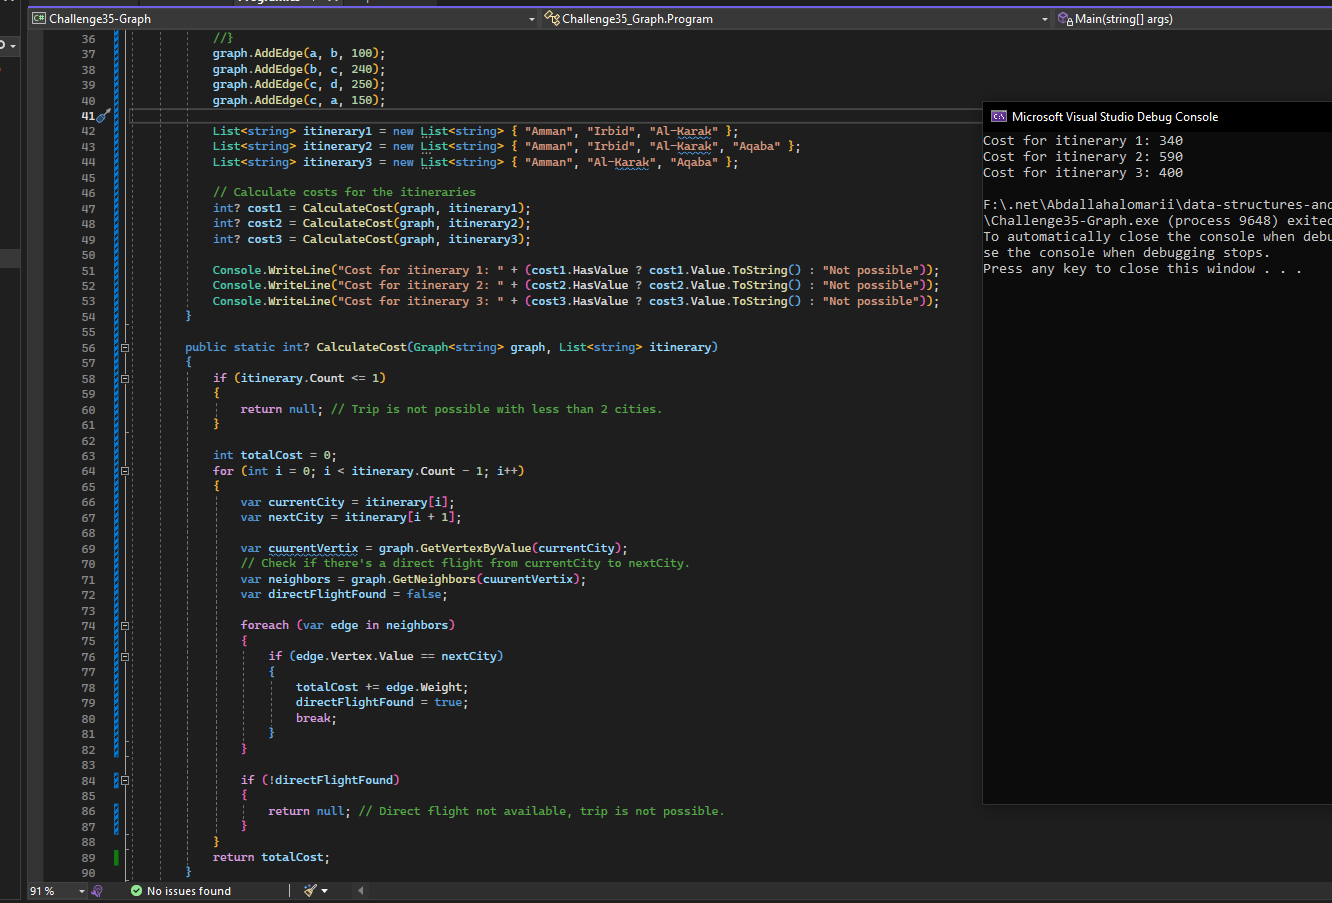 Challenge35-Graph
Challenge35_Graph.Program
Main(string[] args)
36 //}
37 graph.AddEdge(a, b, 100);
38 graph.AddEdge(b, c, 240);
39 graph.AddEdge(c, d, 250);
40 graph.AddEdge(c, a, 150);
41
42 List<string> itinerary1 = new List<string> { "Amman", "Irbid", "Al-Karak" };
43 List<string> itinerary2 = new List<string> { "Amman", "Irbid", "Al-Karak", "Aqaba" };
44 List<string> itinerary3 = new List<string> { "Amman", "Al-Karak", "Aqaba" };
45
46 // Calculate costs for the itineraries
47 int? cost1 = CalculateCost(graph, itinerary1);
48 int? cost2 = CalculateCost(graph, itinerary2);
49 int? cost3 = CalculateCost(graph, itinerary3);
50
51 Console.WriteLine("Cost for itinerary 1: " + (cost1.HasValue ? cost1.Value.ToString() : "Not possible"));
52 Console.WriteLine("Cost for itinerary 2: " + (cost2.HasValue ? cost2.Value.ToString() : "Not possible"));
53 Console.WriteLine("Cost for itinerary 3: " + (cost3.HasValue ? cost3.Value.ToString() : "Not possible"));
54 }
55
56 public static int? CalculateCost(Graph<string> graph, List<string> itinerary)
57 {
58 if (itinerary.Count <= 1)
59 {
60 return null; // Trip is not possible with less than 2 cities.
61 }
62
63 int totalCost = 0;
64 for (int i = 0; i < itinerary.Count - 1; i++)
65 {
66 var currentCity = itinerary[i];
67 var nextCity = itinerary[i + 1];
68
69 var cuurentVertix = graph.GetVertexByValue(currentCity);
70 // Check if there's a direct flight from currentCity to nextCity.
71 var neighbors = graph.GetNeighbors(cuurentVertix);
72 var directFlightFound = false;
73
74 foreach (var edge in neighbors)
75 {
76 if (edge.Vertex.Value == nextCity)
77 {
78 totalCost += edge.Weight;
79 directFlightFound = true;
80 break;
81 }
82 }
83
84 if (!directFlightFound)
85 {
86 return null; // Direct flight not available, trip is not possible.
87 }
88 }
89 return totalCost;
90 }
91 %
No issues found
Microsoft Visual Studio Debug Console
Cost for itinerary 1: 340
Cost for itinerary 2: 590
Cost for itinerary 3: 400
F:\.net\Abdallahalomarii\data-structures-and
\Challenge35-Graph.exe (process 9648) exited
To automatically close the console when debu
se the console when debugging stops.
Press any key to close this window . . .